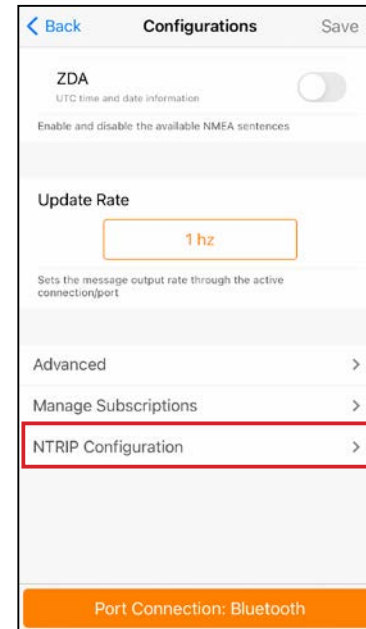 Back Configurations Save
ZDA
UTC time and date information
Enable and disable the available NMEA sentences
Update Rate
1 hz
Sets the message output rate through the active
connection/port
Advanced
Manage Subscriptions
NTRIP Configuration
Port Connection: Bluetooth